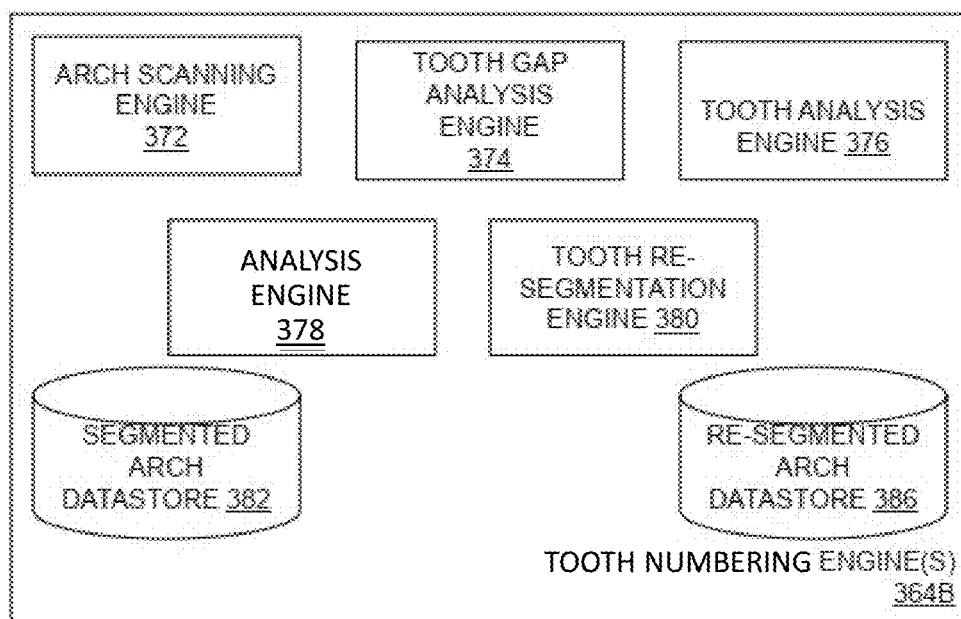 ARCH SCANNING
ENGINE
372
TOOTH GAP
ANALYSIS
ENGINE
374
TOOTH ANALYSIS
ENGINE 376
ANALYSIS
ENGINE
378
TOOTH RE-
SEGMENTATION
ENGINE 380
SEGMENTED
ARCH
DATASTORE 382
RE-SEGMENTED
ARCH
DATASTORE 386
TOOTH NUMBERING ENGINE(S)
364B